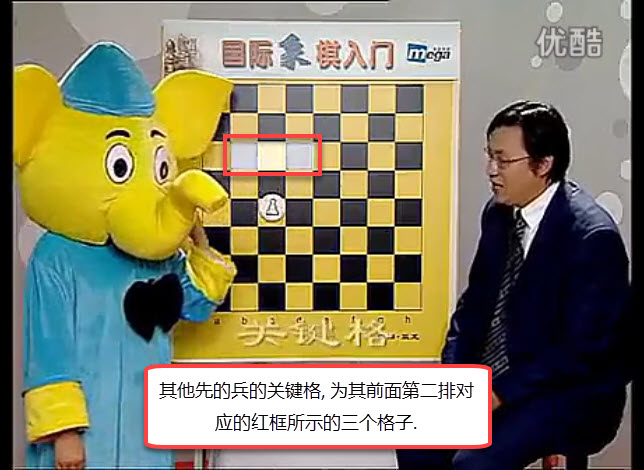 优酷
国际象棋入门
mega
a b c d e f g h
关键格
其他先的兵的关键格, 为其前面第二排对
应的红框所示的三个格子.